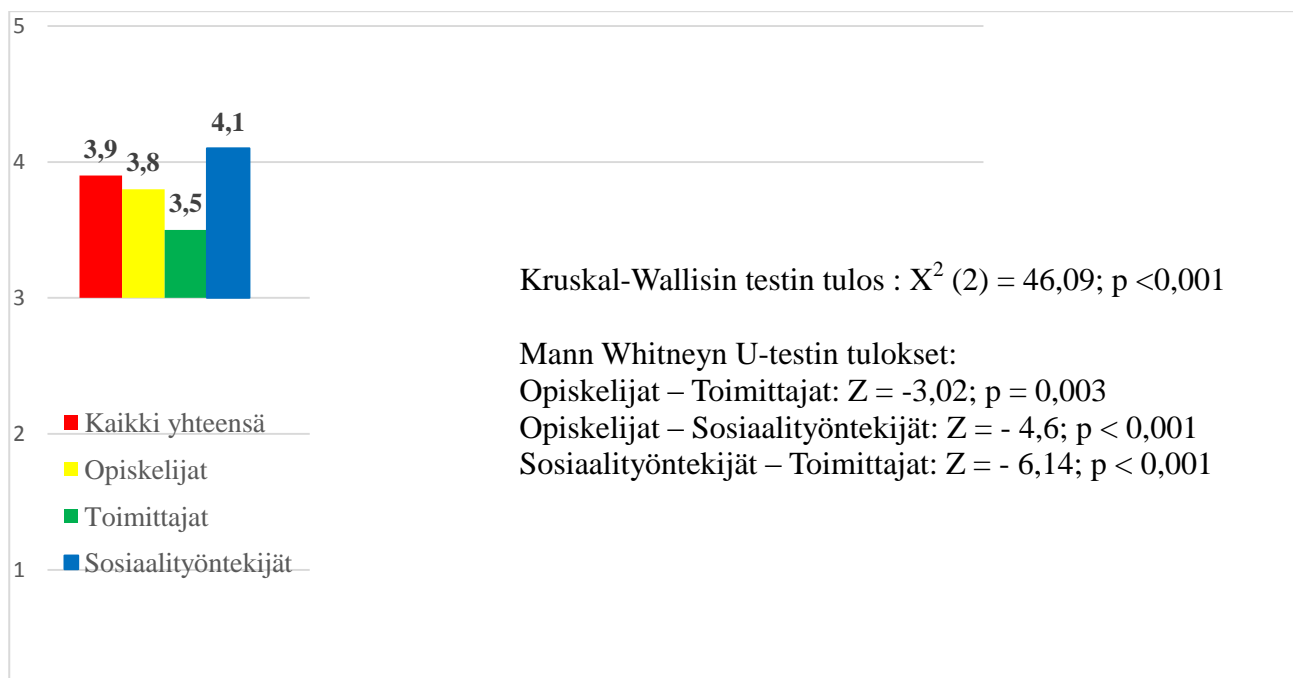 5
4,1
3,9
3,8
4
3,5
Kruskal-Wallisin testin tulos : X² (2) = 46,09; p <0,001
3
Mann Whitneyn U-testin tulokset:
Opiskelijat – Toimittajat: Z = -3,02; p = 0,003
Opiskelijat – Sosiaalityöntekijät: Z = - 4,6; p < 0,001
Sosiaalityöntekijät – Toimittajat: Z = - 6,14; p < 0,001
Kaikki yhteensä
2
Opiskelijat
Toimittajat
Sosiaalityöntekijät
1